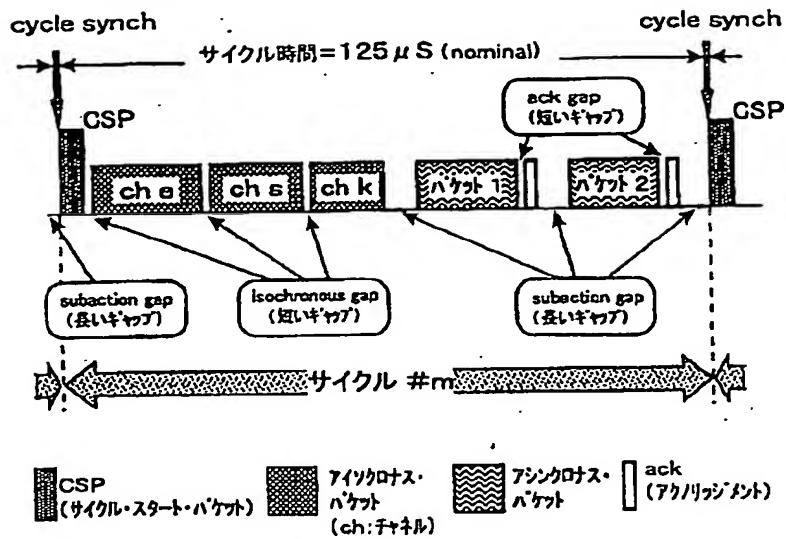 cycle synch
cycle synch
サイクル時間=125μS (nominal)
CSP
ack gap
(短いギャップ)
CSP
ch e
ch s
ch k
パケット 1
パケット 2
subaction gap
(長いギャップ)
isochronous gap
(短いギャップ)
subaction gap
(長いギャップ)
サイクル #m
CSP
(サイクル・スタート・パケット)
アイソクロナス・
パケット
(ch:チャネル)
アシンクロナス・
パケット
ack
(アクノリッジメント)